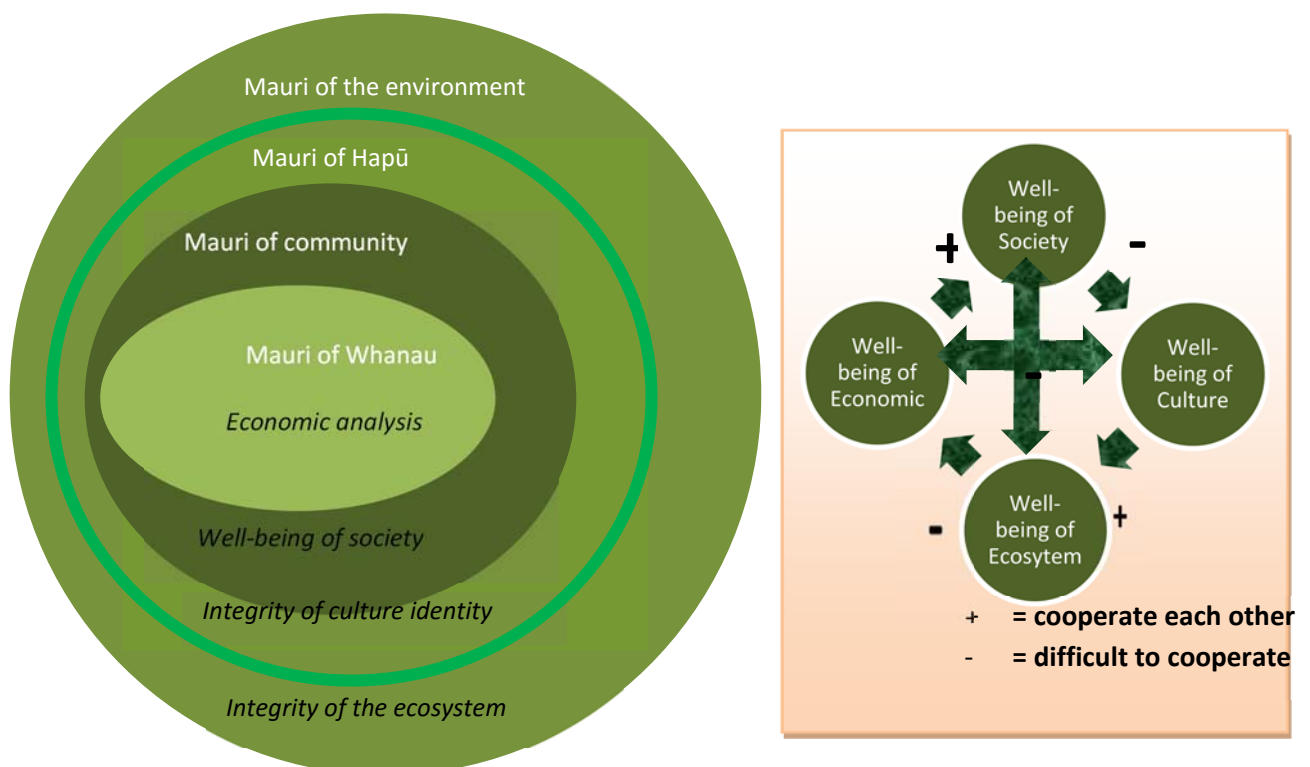 Mauri of the environment
Mauri of Hapū
Mauri of community
Mauri of Whanau
Economic analysis
Well-being of society
Integrity of culture identity
Integrity of the ecosystem
Well-
being of
Society
+
-
Well-
being of
Economic
-
Well-
being of
Culture
-
Well-
being of
Ecosytem
+
+ = cooperate each other
- = difficult to cooperate